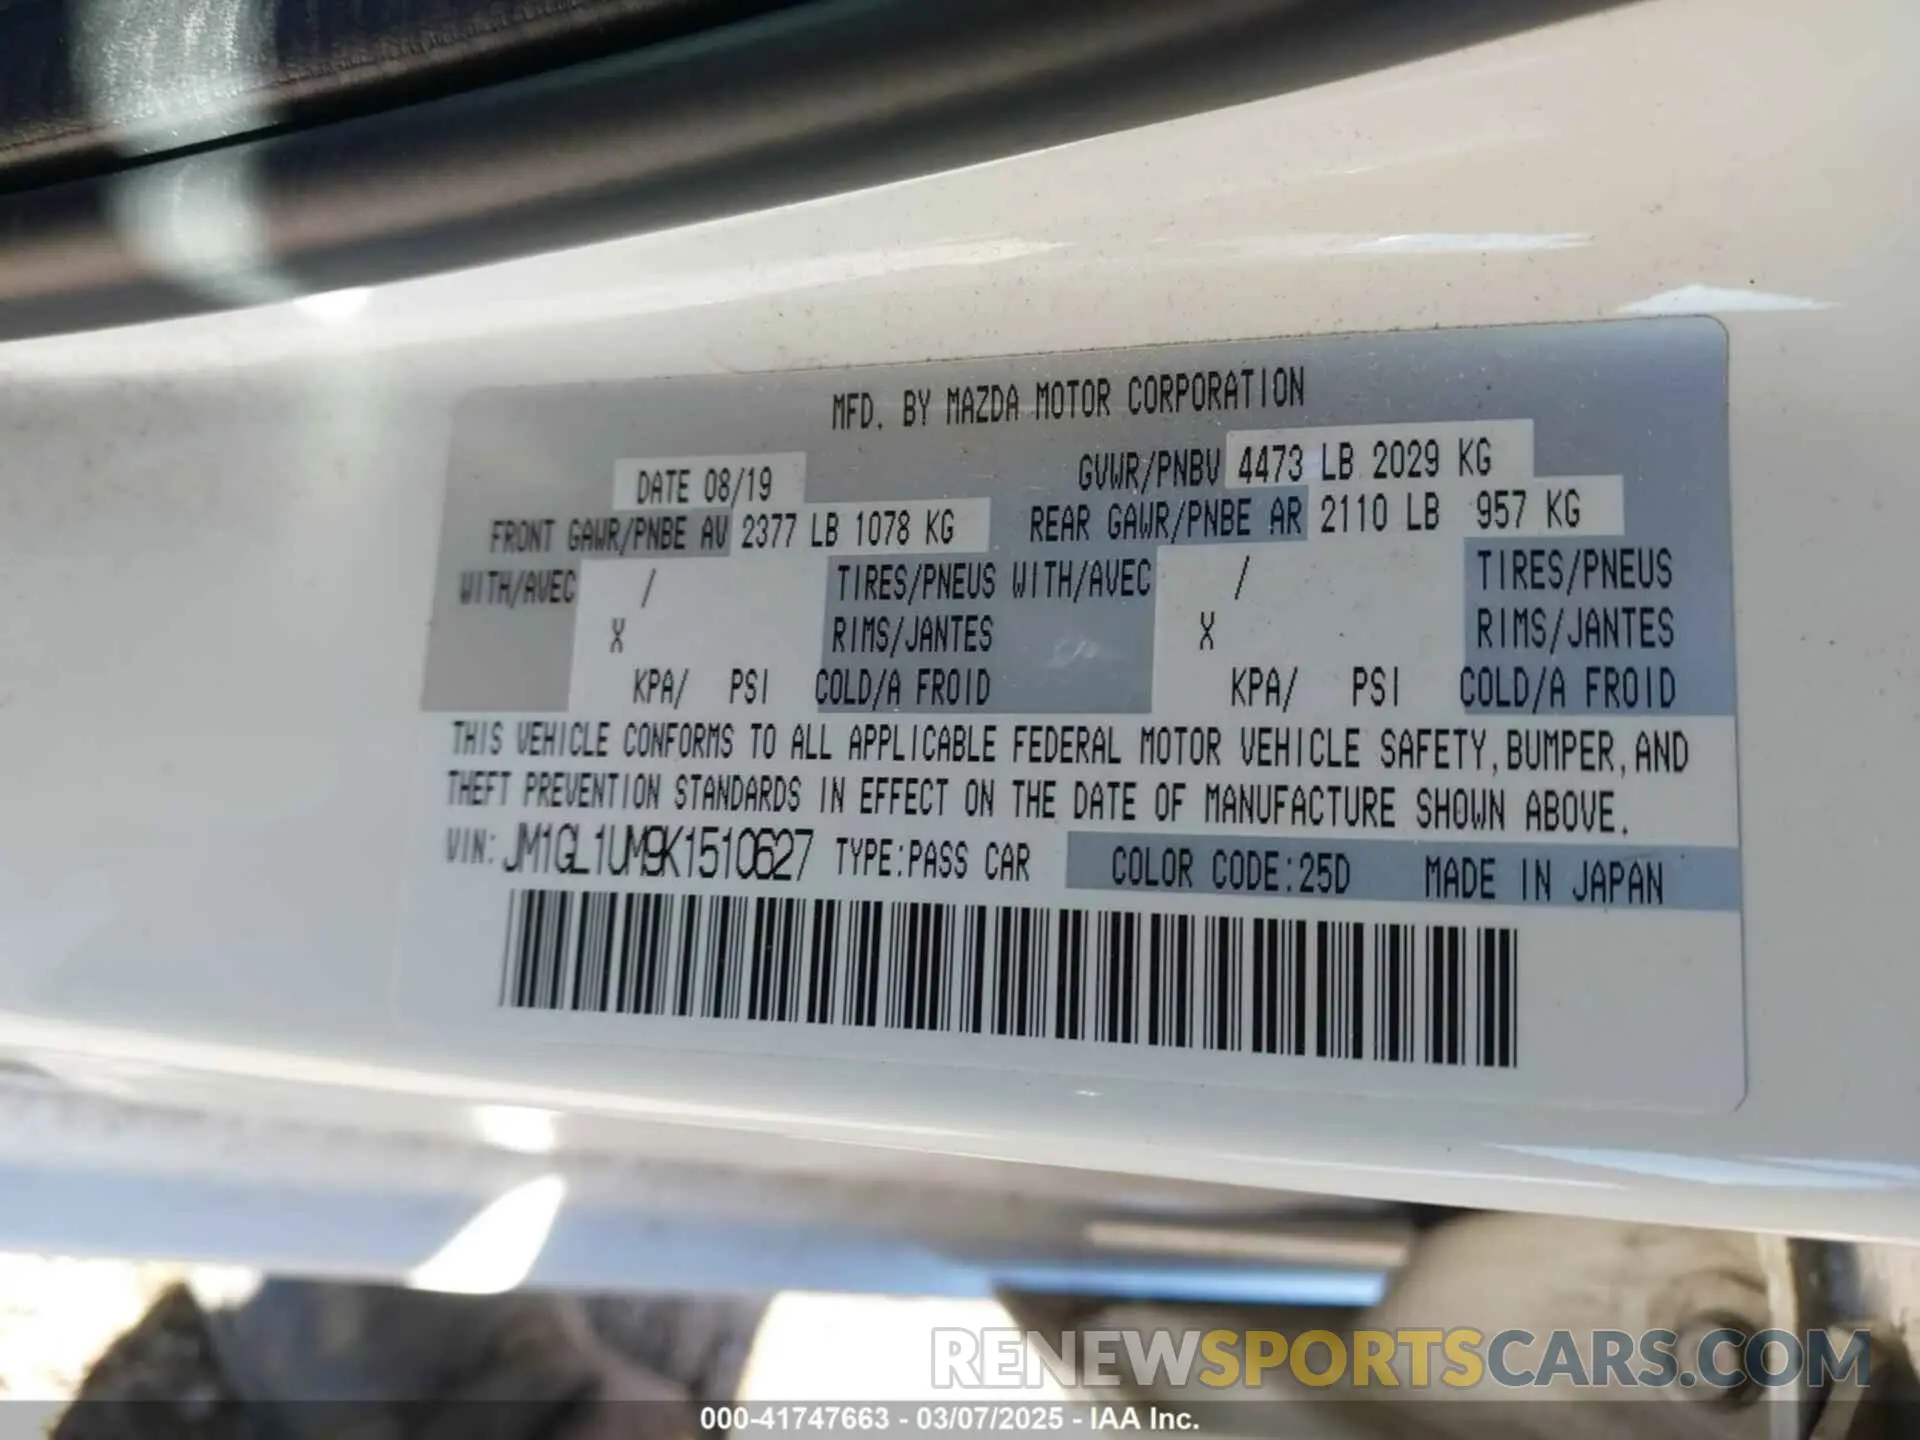 MFD. BY MAZDA MOTOR CORPORATION
DATE 08/19 GVWR/PNBV 4473 LB 2029 KG
FRONT GAWR/PNBE AV 2377 LB 1078 KG REAR GAWR/PNBE AR 2110 LB 957 KG
WITH/AVEC / TIRES/PNEUS WITH/AVEC / TIRES/PNEUS
X RIMS/JANTES X RIMS/JANTES
KPA/ PSI COLD/A FROID KPA/ PSI COLD/A FROID
THIS VEHICLE CONFORMS TO ALL APPLICABLE FEDERAL MOTOR VEHICLE SAFETY, BUMPER, AND
THEFT PREVENTION STANDARDS IN EFFECT ON THE DATE OF MANUFACTURE SHOWN ABOVE.
VIN: JM1GL1UM9K1510627 TYPE: PASS CAR COLOR CODE: 25D MADE IN JAPAN
RENEWSPORTSCARS.COM
000-41747663 - 03/07/2025 - IAA Inc.